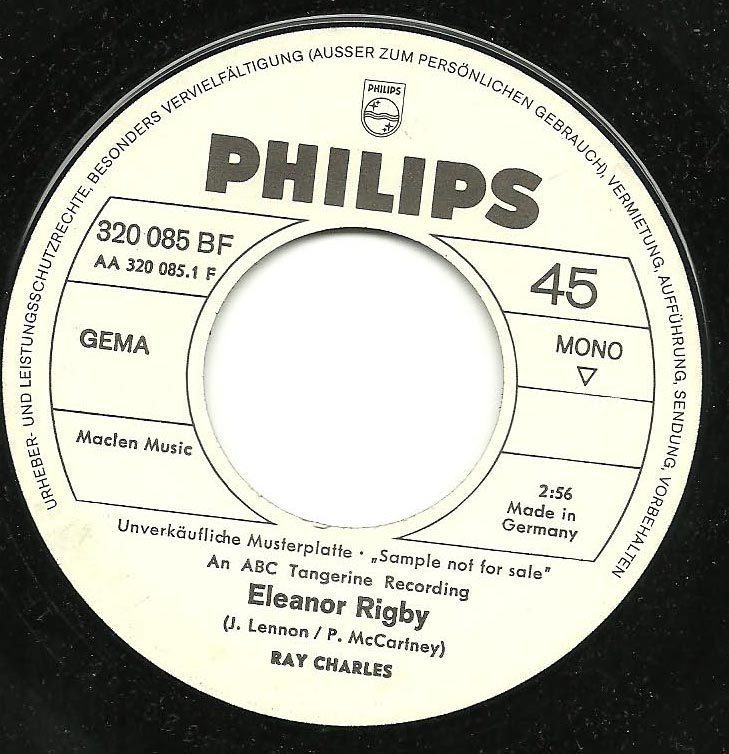 URHEBER- UND LEISTUNGSSCHUTZRECHTE, BESONDERS VERVIELFÄLTIGUNG (AUSSER ZUM PERSÖNLICHEN GEBRAUCH), VERMIETUNG, AUFFÜHRUNG, SENDUNG, VORBEHALTEN
PHILIPS
PHILIPS
320 085 BF
AA 320 085.1 F
45
GEMA
MONO
▽
Maclen Music
2:56
Made in
Germany
Unverkäufliche Musterplatte · „Sample not for sale"
An ABC Tangerine Recording
Eleanor Rigby
(J. Lennon / P. McCartney)
RAY CHARLES